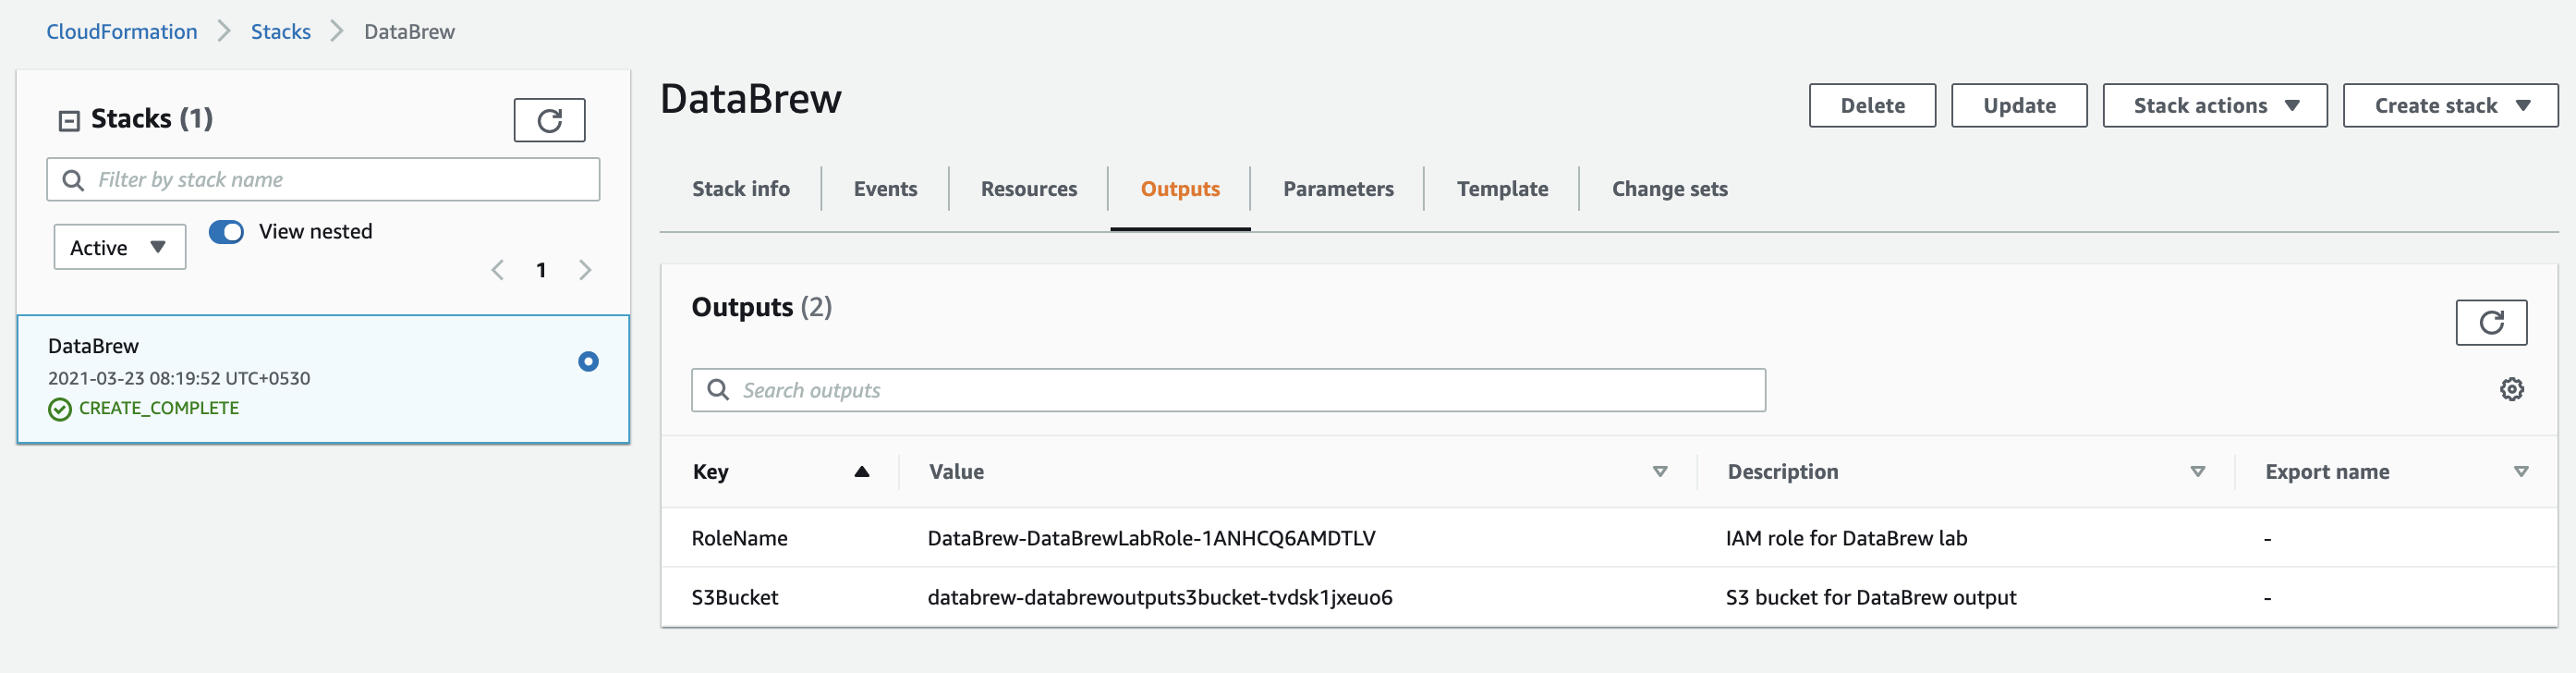 CloudFormation > Stacks > DataBrew
Stacks (1)
Filter by stack name
Active
View nested
1
DataBrew
2021-03-23 08:19:52 UTC+0530
CREATE_COMPLETE
DataBrew
Delete Update Stack actions Create stack
Stack info Events Resources Outputs Parameters Template Change sets
Outputs (2)
Search outputs
Key Value Description Export name
RoleName DataBrew-DataBrewLabRole-1ANHCQ6AMDTLV IAM role for DataBrew lab -
S3Bucket databrew-databrewoutputs3bucket-tvdsk1jxeuo6 S3 bucket for DataBrew output -